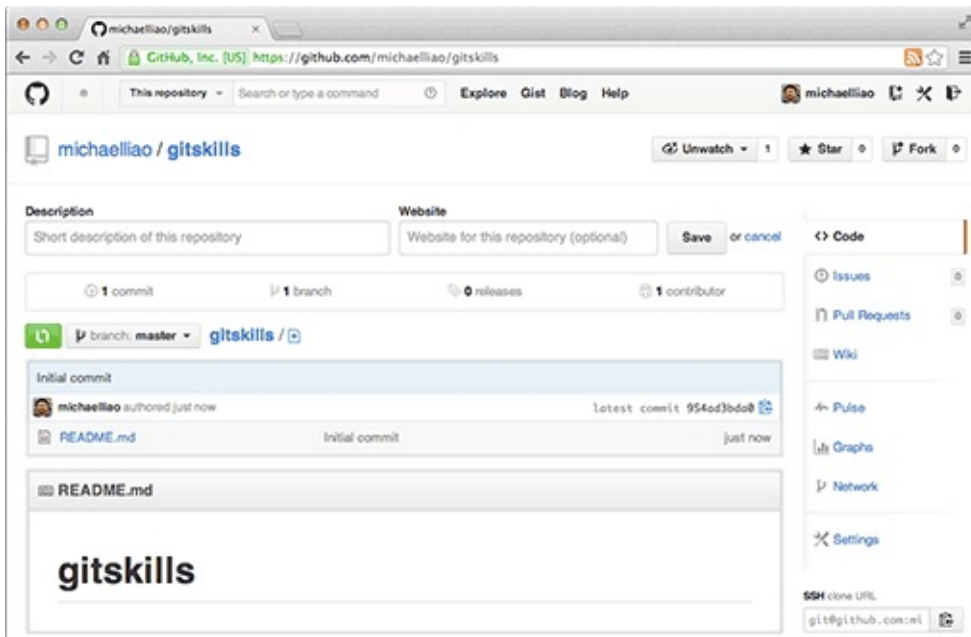 michaelliao/gitskills
GitHub, Inc. [US] https://github.com/michaelliao/gitskills
This repository Search or type a command Explore Gist Blog Help michaelliao
michaelliao / gitskills Unwatch 1 Star 0 Fork 0
Description Website
Short description of this repository Website for this repository (optional) Save or cancel
<> Code
1 commit 1 branch 0 releases 1 contributor
Issues 0
branch: master gitskills /
Pull Requests 0
Wiki
Initial commit
michaelliao authored just now latest commit 954ad3bda0
Pulse
README.md Initial commit just now
Graphs
README.md
Network
gitskills
Settings
SSH clone URL
git@github.com:mi